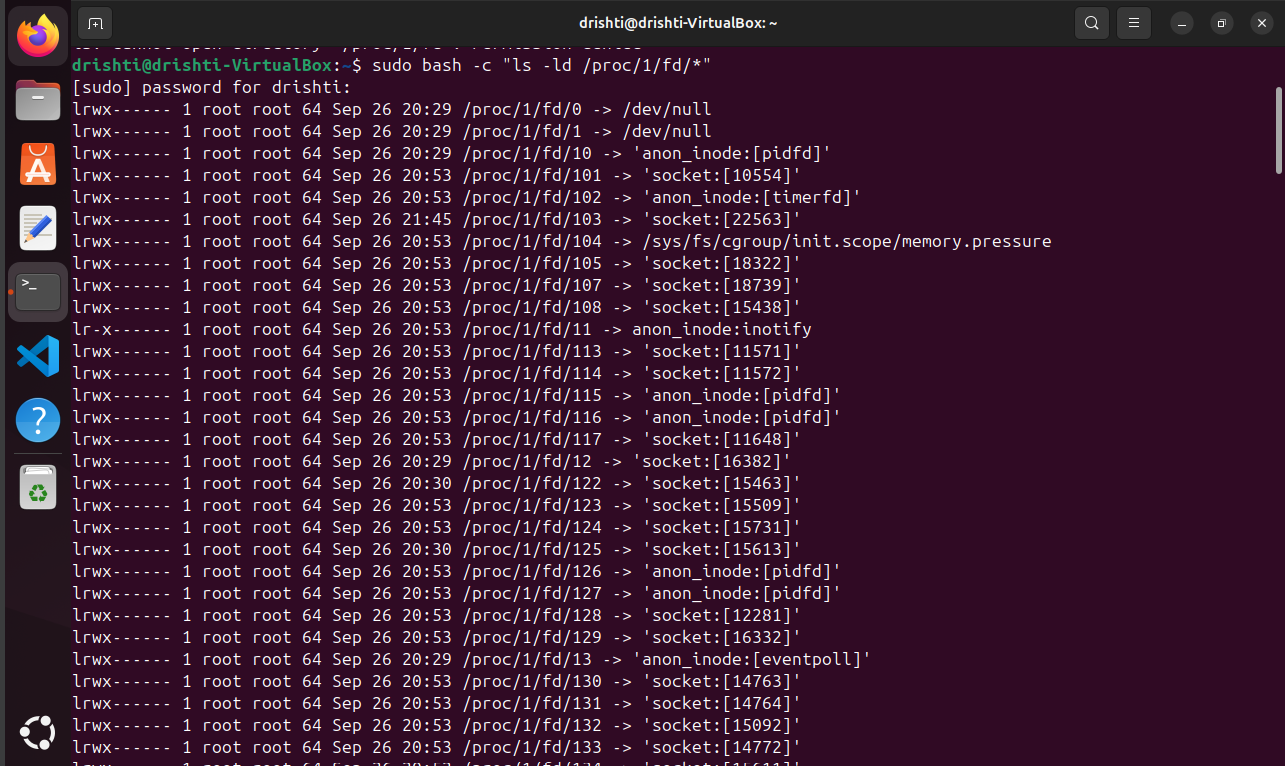 drishti@drishti-VirtualBox: ~
drishti@drishti-VirtualBox:~$ sudo bash -c "ls -ld /proc/1/fd/*"
[sudo] password for drishti:
lrwx------ 1 root root 64 Sep 26 20:29 /proc/1/fd/0 -> /dev/null
lrwx------ 1 root root 64 Sep 26 20:29 /proc/1/fd/1 -> /dev/null
lrwx------ 1 root root 64 Sep 26 20:29 /proc/1/fd/10 -> 'anon_inode:[pidfd]'
lrwx------ 1 root root 64 Sep 26 20:53 /proc/1/fd/101 -> 'socket:[10554]'
lrwx------ 1 root root 64 Sep 26 20:53 /proc/1/fd/102 -> 'anon_inode:[timerfd]'
lrwx------ 1 root root 64 Sep 26 21:45 /proc/1/fd/103 -> 'socket:[22563]'
lrwx------ 1 root root 64 Sep 26 20:53 /proc/1/fd/104 -> /sys/fs/cgroup/init.scope/memory.pressure
lrwx------ 1 root root 64 Sep 26 20:53 /proc/1/fd/105 -> 'socket:[18322]'
lrwx------ 1 root root 64 Sep 26 20:53 /proc/1/fd/107 -> 'socket:[18739]'
lrwx------ 1 root root 64 Sep 26 20:53 /proc/1/fd/108 -> 'socket:[15438]'
lr-x------ 1 root root 64 Sep 26 20:53 /proc/1/fd/11 -> anon_inode:inotify
lrwx------ 1 root root 64 Sep 26 20:53 /proc/1/fd/113 -> 'socket:[11571]'
lrwx------ 1 root root 64 Sep 26 20:53 /proc/1/fd/114 -> 'socket:[11572]'
lrwx------ 1 root root 64 Sep 26 20:53 /proc/1/fd/115 -> 'anon_inode:[pidfd]'
lrwx------ 1 root root 64 Sep 26 20:53 /proc/1/fd/116 -> 'anon_inode:[pidfd]'
lrwx------ 1 root root 64 Sep 26 20:53 /proc/1/fd/117 -> 'socket:[11648]'
lrwx------ 1 root root 64 Sep 26 20:29 /proc/1/fd/12 -> 'socket:[16382]'
lrwx------ 1 root root 64 Sep 26 20:30 /proc/1/fd/122 -> 'socket:[15463]'
lrwx------ 1 root root 64 Sep 26 20:53 /proc/1/fd/123 -> 'socket:[15509]'
lrwx------ 1 root root 64 Sep 26 20:53 /proc/1/fd/124 -> 'socket:[15731]'
lrwx------ 1 root root 64 Sep 26 20:30 /proc/1/fd/125 -> 'socket:[15613]'
lrwx------ 1 root root 64 Sep 26 20:53 /proc/1/fd/126 -> 'anon_inode:[pidfd]'
lrwx------ 1 root root 64 Sep 26 20:53 /proc/1/fd/127 -> 'anon_inode:[pidfd]'
lrwx------ 1 root root 64 Sep 26 20:53 /proc/1/fd/128 -> 'socket:[12281]'
lrwx------ 1 root root 64 Sep 26 20:53 /proc/1/fd/129 -> 'socket:[16332]'
lrwx------ 1 root root 64 Sep 26 20:29 /proc/1/fd/13 -> 'anon_inode:[eventpoll]'
lrwx------ 1 root root 64 Sep 26 20:53 /proc/1/fd/130 -> 'socket:[14763]'
lrwx------ 1 root root 64 Sep 26 20:53 /proc/1/fd/131 -> 'socket:[14764]'
lrwx------ 1 root root 64 Sep 26 20:53 /proc/1/fd/132 -> 'socket:[15092]'
lrwx------ 1 root root 64 Sep 26 20:53 /proc/1/fd/133 -> 'socket:[14772]'